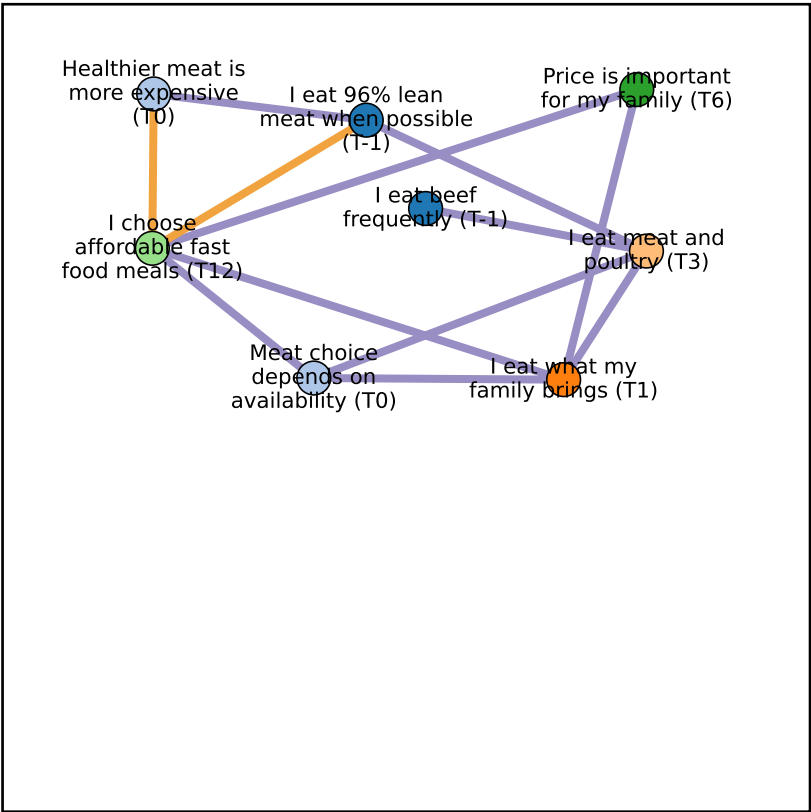 Healthier meat is
more expensive
(T0)
I eat 96% lean
meat when possible
(T-1)
Price is important
for my family (T6)
I eat beef
frequently (T-1)
I choose
affordable fast
food meals (T12)
I eat meat and
poultry (T3)
Meat choice
depends on
availability (T0)
I eat what my
family brings (T1)